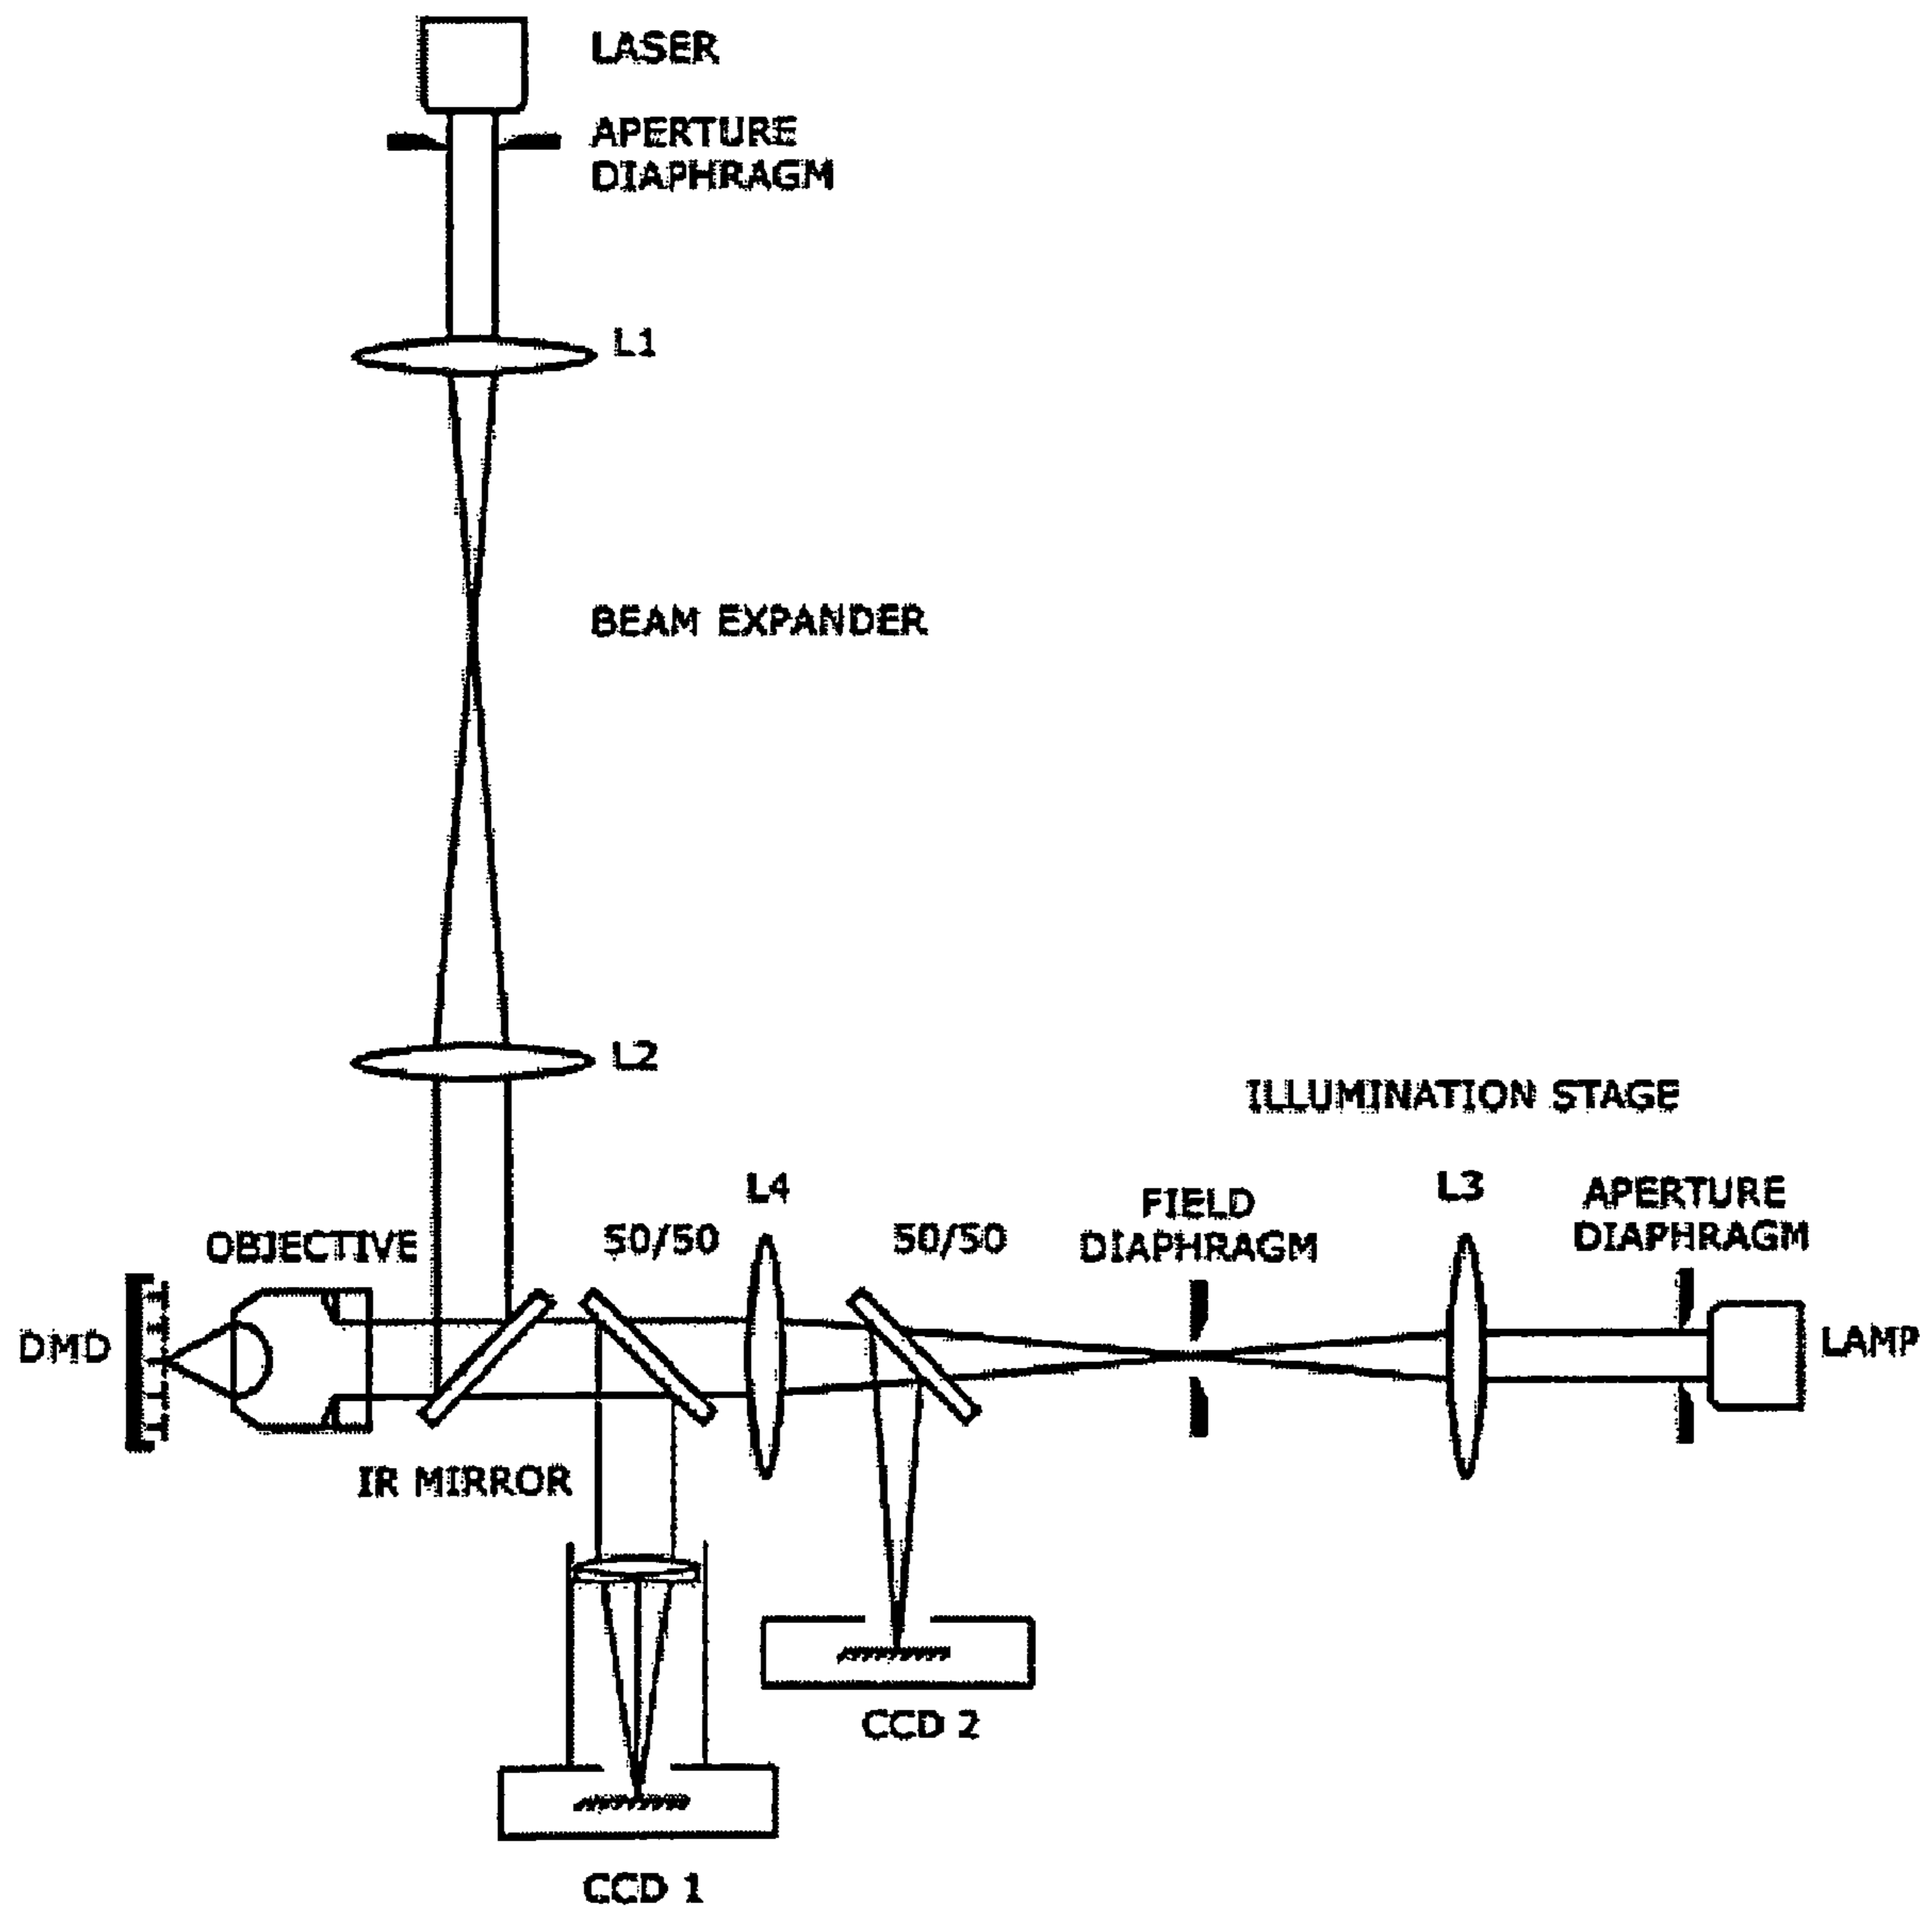 LASER
APERTURE
DIAPHRAGM
L1
BEAM EXPANDER
L2
ILLUMINATION STAGE
L4
L3
FIELD
DIAPHRAGM
APERTURE
DIAPHRAGM
OBJECTIVE
50/50
50/50
DMD
LAMP
IR MIRROR
CCD 2
CCD 1